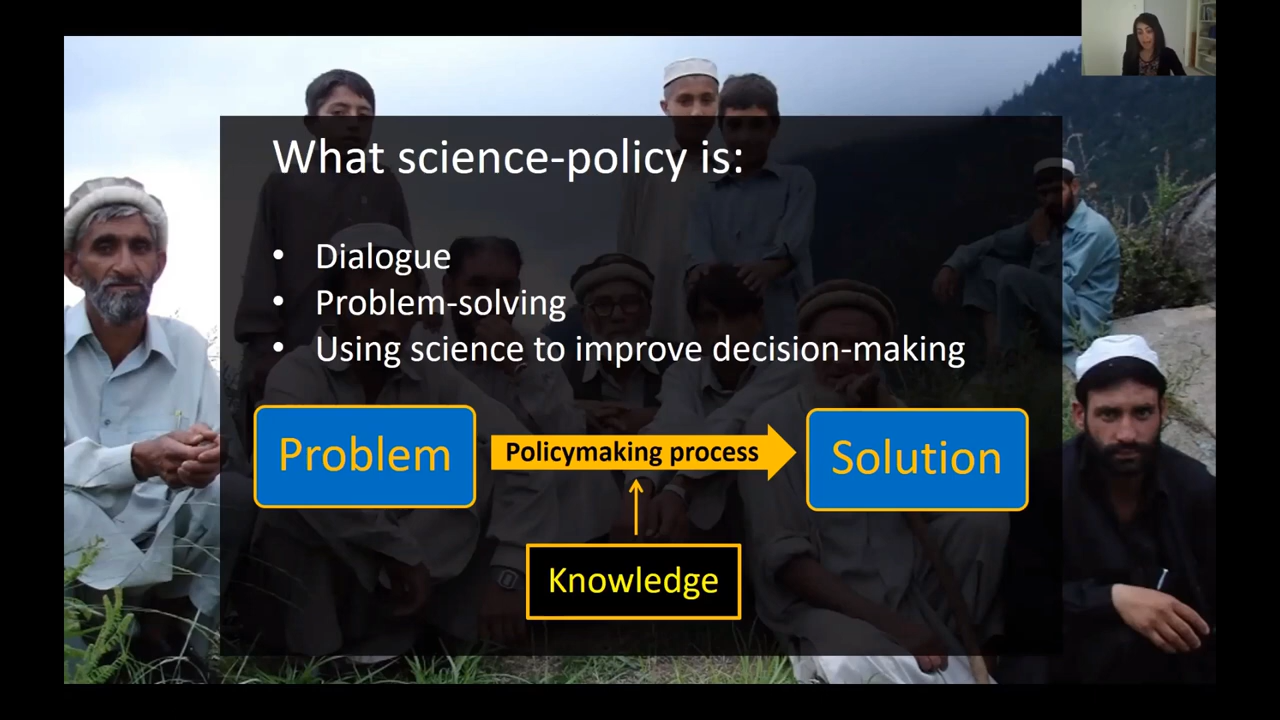 What science-policy is:
• Dialogue
• Problem-solving
• Using science to improve decision-making
Problem
Policymaking process
Solution
Knowledge